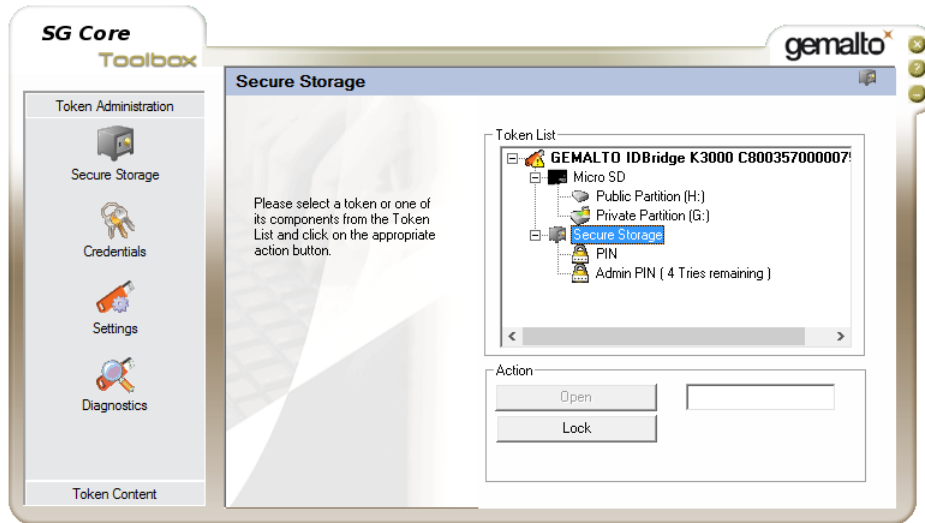 SG Core
Toolbox
gemalto
Secure Storage
Token Administration
Secure Storage
Credentials
Settings
Diagnostics
Token Content
Please select a token or one of
its components from the Token
List and click on the appropriate
action button.
Token List
GEMALTO IDBridge K3000 C800357000007
Micro SD
Public Partition (H:)
Private Partition (G:)
Secure Storage
PIN
Admin PIN ( 4 Tries remaining )
Action
Open
Lock